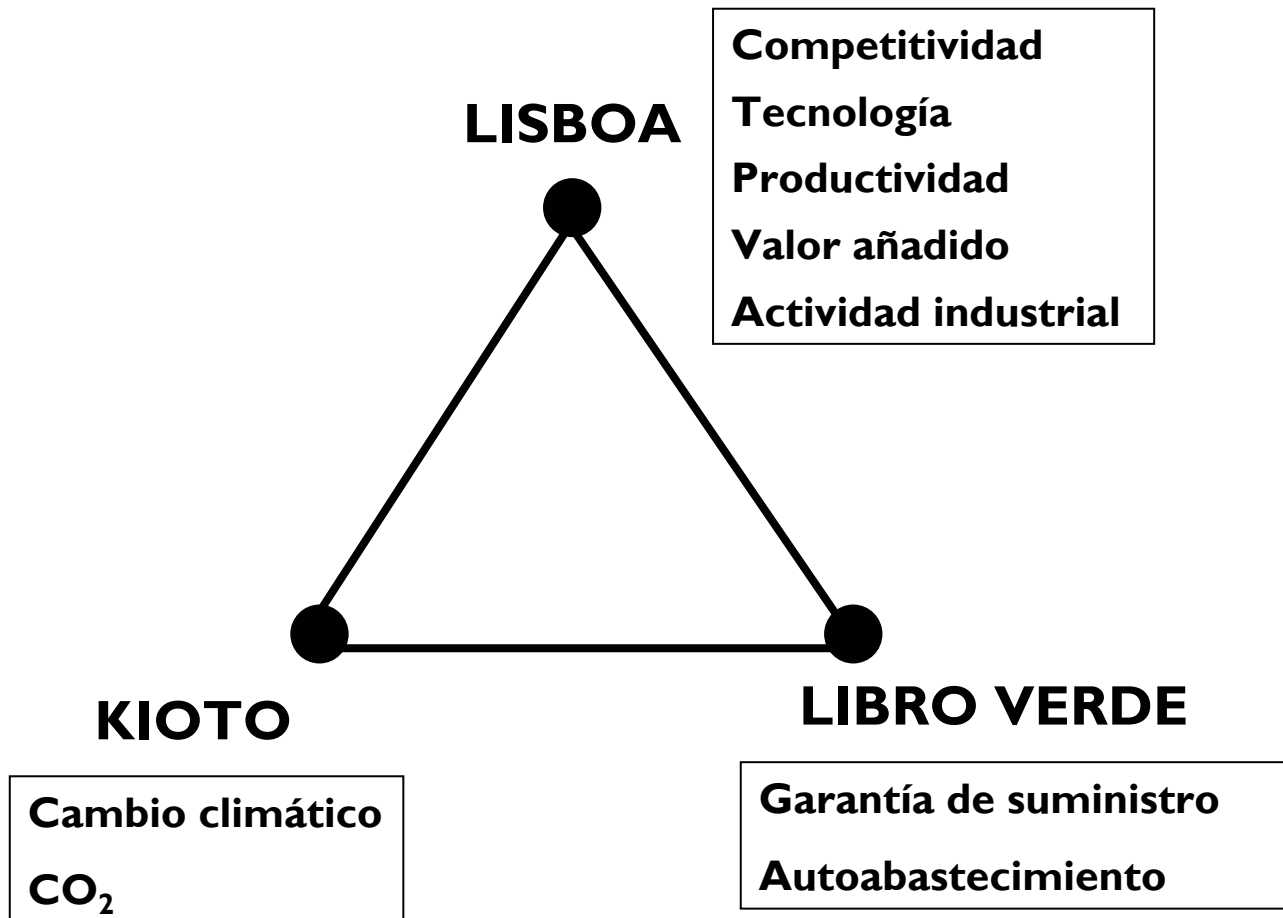 LISBOA
Competitividad
Tecnología
Productividad
Valor añadido
Actividad industrial
KIOTO
Cambio climático
CO₂
LIBRO VERDE
Garantía de suministro
Autoabastecimiento